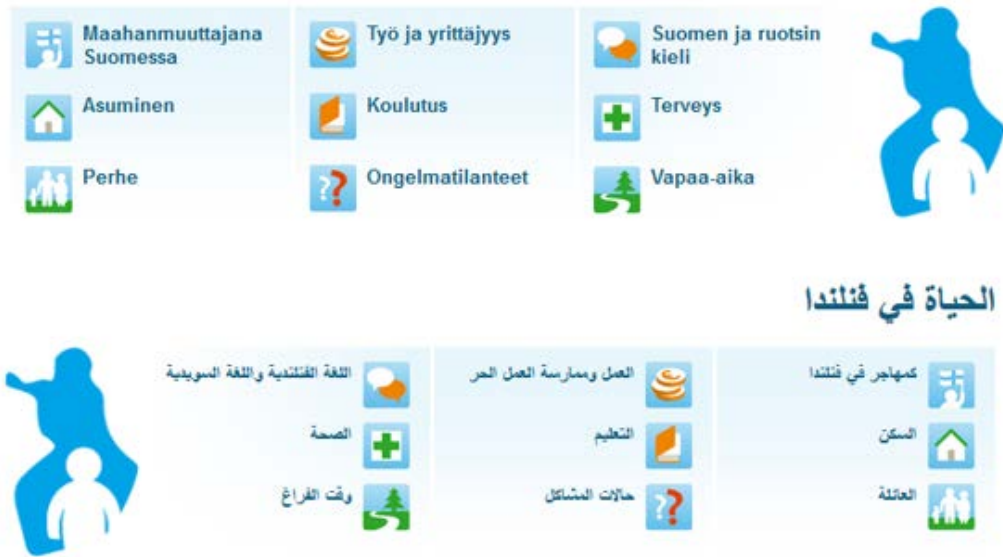 Maahanmuuttajana
Suomessa
Työ ja yrittäjyys
Suomen ja ruotsin
kieli
Asuminen
Koulutus
Terveys
Perhe
Ongelmatilanteet
Vapaa-aika
الحياة في فنلندا
كمهاجر في فنلندا
العمل وممارسة العمل الحر
اللغة الفنلندية واللغة السويدية
السكن
التعليم
الصحة
العائلة
حالات المشاكل
وقت الفراغ